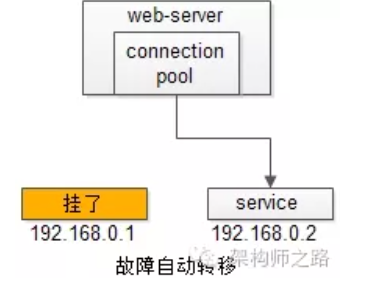 web-server
connection
pool
挂了
service
192.168.0.1
192.168.0.2
架构师之路
故障自动转移